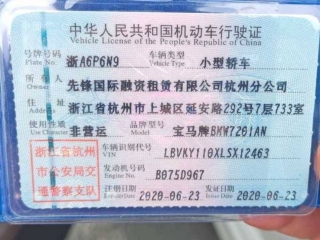 中华人民共和国机动车行驶证
Vehicle License of the People's Republic of China
号牌号码 浙A6P6N9 车辆类型 小型轿车
Plate No. Vehicle Type
所有人 先锋国际融资租赁有限公司杭州分公司
Owner
住址 浙江省杭州市上城区延安路292号7层733室
Address
使用性质 非营运 品牌型号 宝马牌BMW7201AN
Use Character Model
浙江省杭州市公安局交通警察支队
车辆识别代号 LBVKY110XLSX12463
VIN
发动机号码 B075D967
Engine No.
注册日期 2020-06-23 发证日期 2020-06-23
Register Date Issue Date